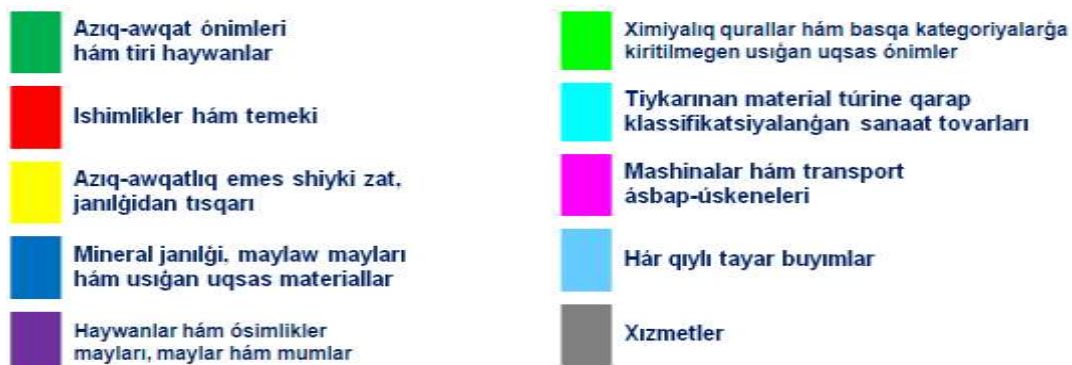 Azıq-awqat ónimleri
hám tiri haywanlar
Ishimlikler hám temeki
Azıq-awqatlıq emes shiyki zat,
janılǵidan tısqarı
Mineral janılǵi, maylaw mayları
hám usıǵan uqsas materiallar
Haywanlar hám ósimlikler
mayları, maylar hám mumlar
Ximiyalıq qurallar hám basqa kategoriyalarǵa
kiritilmegen usıǵan uqsas ónimler
Tiykarınan material túrine qarap
klassifikatsiyalanǵan sanaat tovarları
Mashinalar hám transport
ásbap-úskeneleri
Hár qıylı tayar buyımlar
Xızmetler